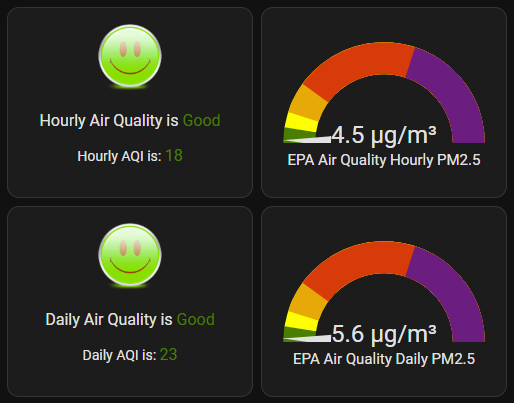 Hourly Air Quality is Good
Hourly AQI is: 18
4.5 µg/m³
EPA Air Quality Hourly PM2.5
Daily Air Quality is Good
Daily AQI is: 23
5.6 µg/m³
EPA Air Quality Daily PM2.5